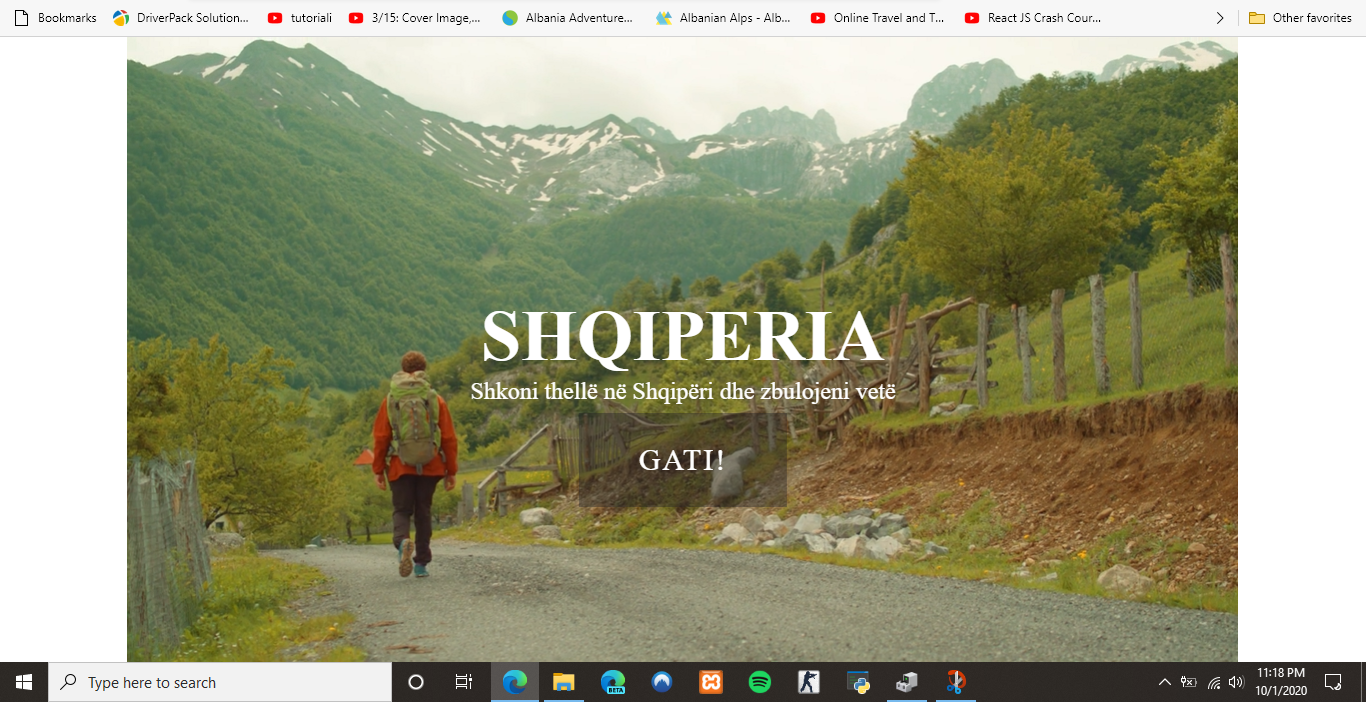 Bookmarks
DriverPack Solution...
tutoriali
3/15: Cover Image,...
Albania Adventure...
Albanian Alps - Alb...
Online Travel and T...
React JS Crash Cour...
Other favorites
SHQIPERIA
Shkoni thellë në Shqipëri dhe zbulojeni vetë
GATI!
Type here to search
BETA
11:18 PM
10/1/2020